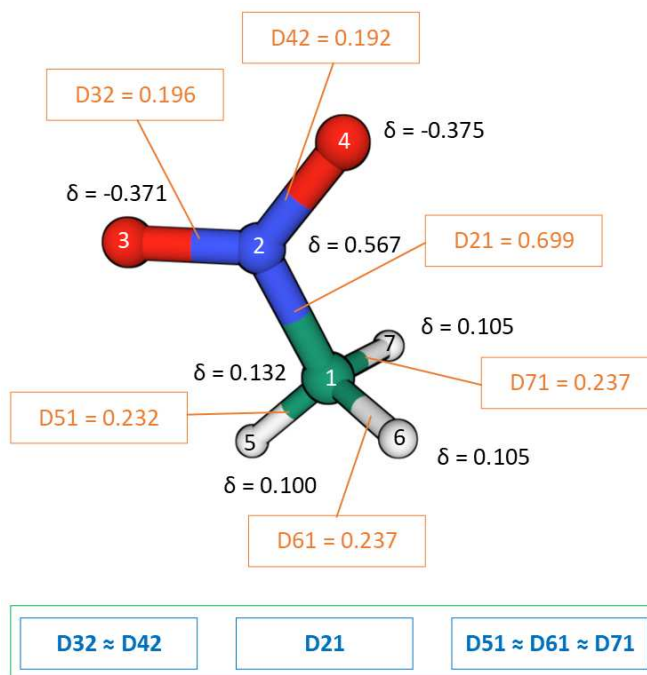 D42 = 0.192
D32 = 0.196
4
δ = -0.375
δ = -0.371
3
2
δ = 0.567
D21 = 0.699
δ = 0.105
7
δ = 0.132
1
D71 = 0.237
D51 = 0.232
5
6
δ = 0.105
δ = 0.100
D61 = 0.237
D32 ≈ D42
D21
D51 ≈ D61 ≈ D71